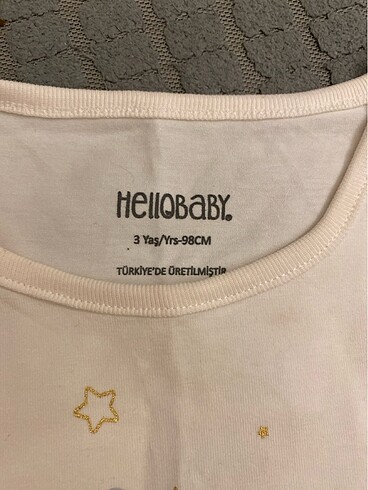 HellOBABY.
3 Yaş/Yrs-98CM
TÜRKİYE'DE ÜRETİLMİŞTİR